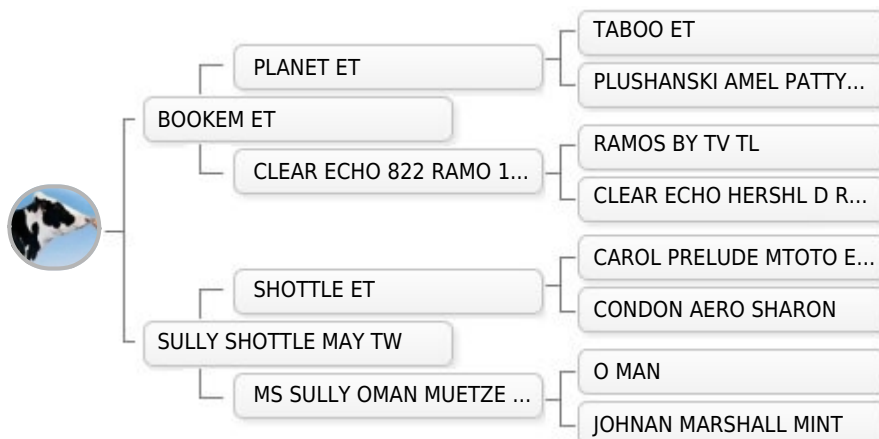 TABOO ET
PLANET ET
PLUSHANSKI AMEL PATTY...
BOOKEM ET
RAMOS BY TV TL
CLEAR ECHO 822 RAMO 1...
CLEAR ECHO HERSHL D R...
CAROL PRELUDE MTOTO E...
SHOTTLE ET
CONDON AERO SHARON
SULLY SHOTTLE MAY TW
O MAN
MS SULLY OMAN MUETZE ...
JOHNAN MARSHALL MINT